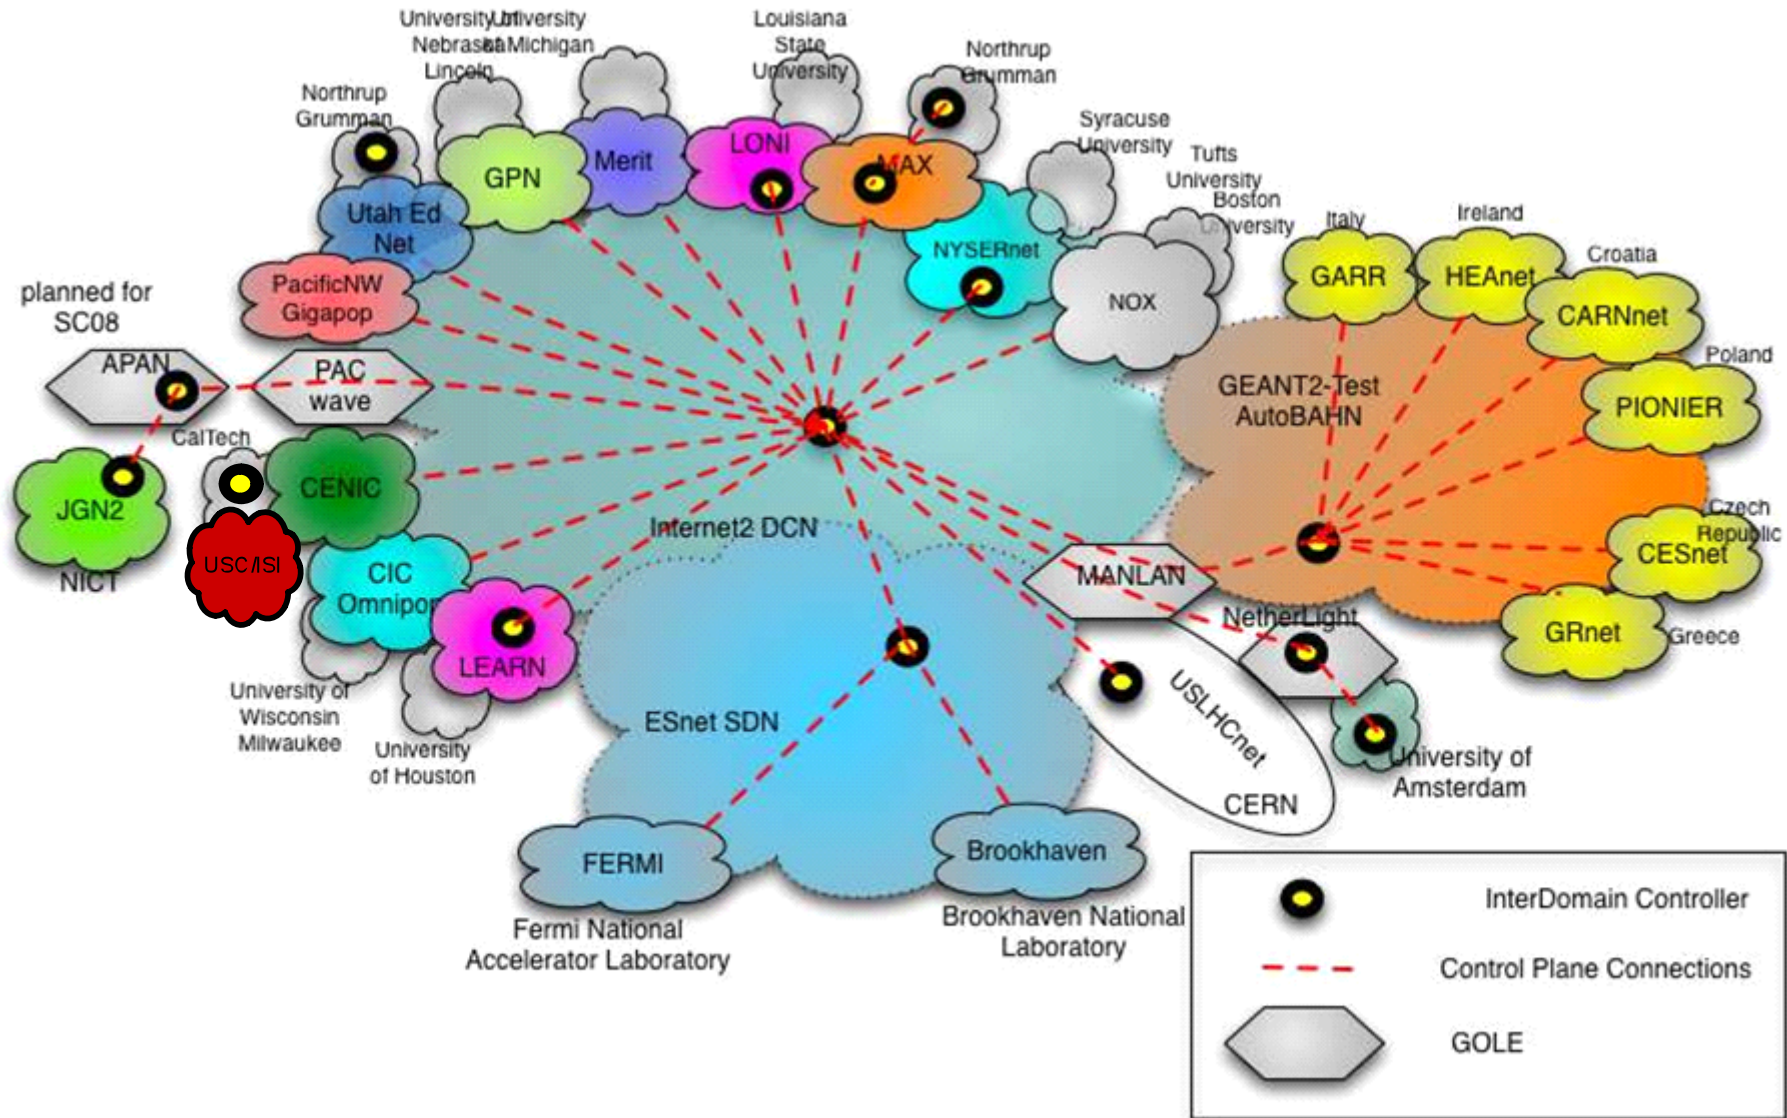 University of
Nebraska
Lincoln
University
of Michigan
Louisiana
State
University
Northrup
Grumman
Northrup
Grumman
Syracuse
University
Tufts
University
Boston
University
LONI
Merit
MAX
GPN
Utah Ed
Net
NYSERnet
NOX
PacificNW
Gigapop
Italy
GARR
Ireland
HEAnet
Croatia
CARNnet
Poland
PIONIER
planned for
SC08
APAN
PAC
wave
GEANT2-Test
AutoBAHN
CalTech
CENIC
JGN2
NICT
USC/ISI
Internet2 DCN
CIC
Omnipop
LEARN
MANLAN
NetherLight
Czech
Republic
CESnet
GRnet
Greece
University of
Wisconsin
Milwaukee
University
of Houston
ESnet SDN
USLHCnet
CERN
University of
Amsterdam
FERMI
Fermi National
Accelerator Laboratory
Brookhaven
Brookhaven National
Laboratory
InterDomain Controller
Control Plane Connections
GOLE